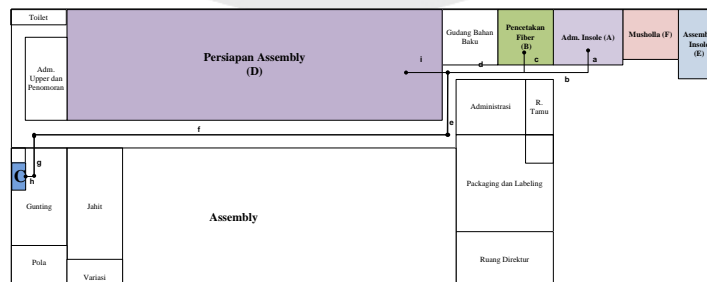 Toilet
Adm.
Upper dan
Penomoran
Persiapan Assembly
(D)
i
Gudang Bahan
Baku
d
Pencetakan
Fiber
(B)
c
Adm. Insole (A)
a
b
Musholla (F)
Insole
(E)
Administrasi
R.
Tamu
e
f
g
h
C
Gunting
Jahit
Assembly
Packaging dan Labeling
Pola
Variasi
Ruang Direktur